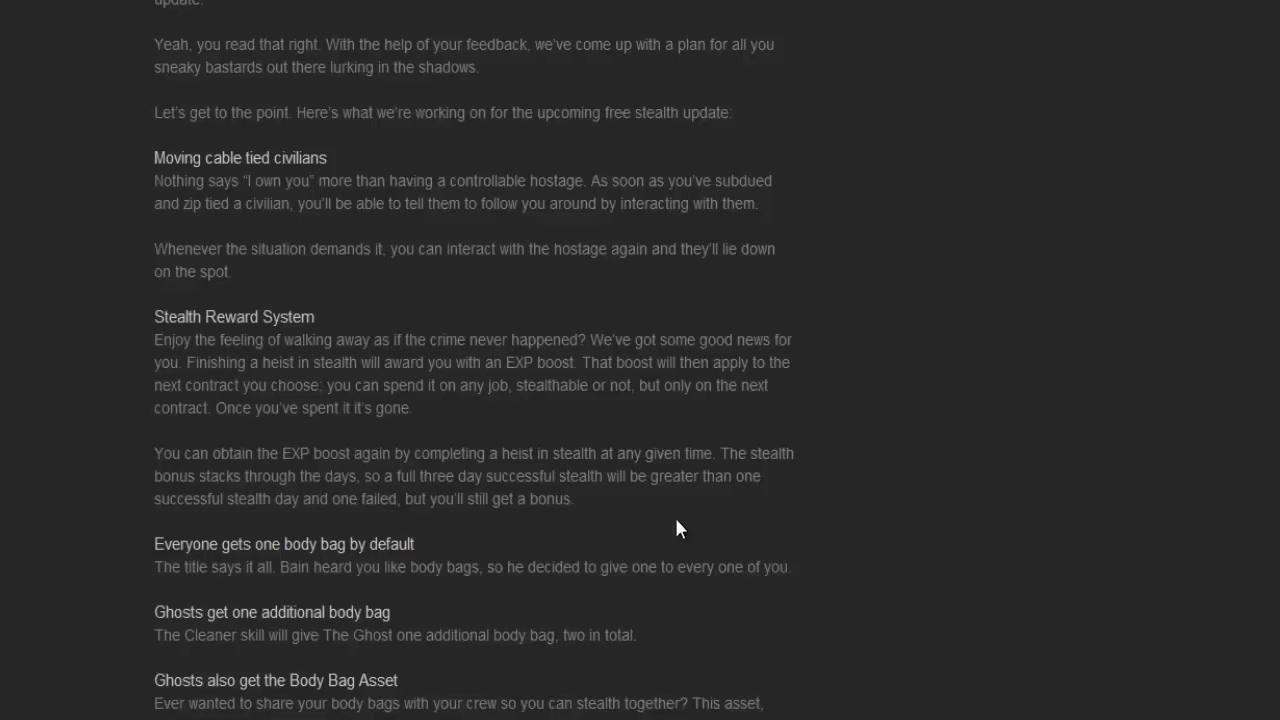 update.
Yeah, you read that right. With the help of your feedback, we've come up with a plan for all you
sneaky bastards out there lurking in the shadows.
Let's get to the point. Here's what we're working on for the upcoming free stealth update:
Moving cable tied civilians
Nothing says “I own you” more than having a controllable hostage. As soon as you've subdued
and zip tied a civilian, you'll be able to tell them to follow you around by interacting with them.
Whenever the situation demands it, you can interact with the hostage again and they'll lie down
on the spot.
Stealth Reward System
Enjoy the feeling of walking away as if the crime never happened? We've got some good news for
you. Finishing a heist in stealth will award you with an EXP boost. That boost will then apply to the
next contract you choose: you can spend it on any job, stealthable or not, but only on the next
contract. Once you've spent it it's gone.
You can obtain the EXP boost again by completing a heist in stealth at any given time. The stealth
bonus stacks through the days, so a full three day successful stealth will be greater than one
successful stealth day and one failed, but you'll still get a bonus.
Everyone gets one body bag by default
The title says it all. Bain heard you like body bags, so he decided to give one to every one of you.
Ghosts get one additional body bag
The Cleaner skill will give The Ghost one additional body bag, two in total.
Ghosts also get the Body Bag Asset
Ever wanted to share your body bags with your crew so you can stealth together? This asset,